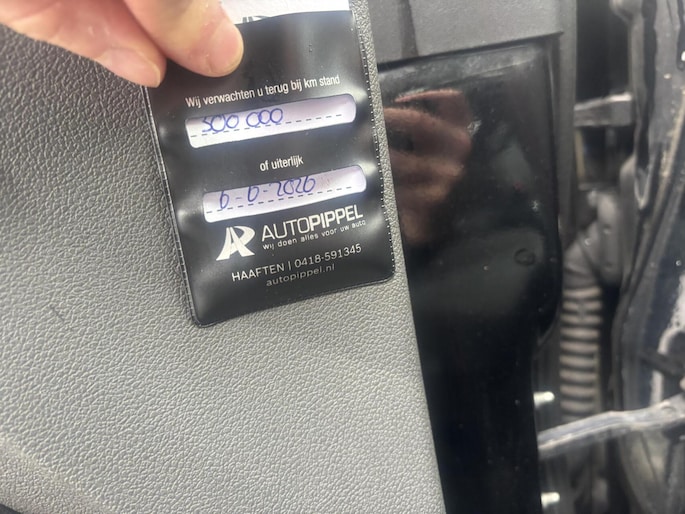 Wij verwachten u terug bij km stand
300 000
of uiterlijk
6-6-2026
AUTOPIPPEL
Wij doen alles voor uw auto
HAAFTEN | 0418-591345
autopippel.nl